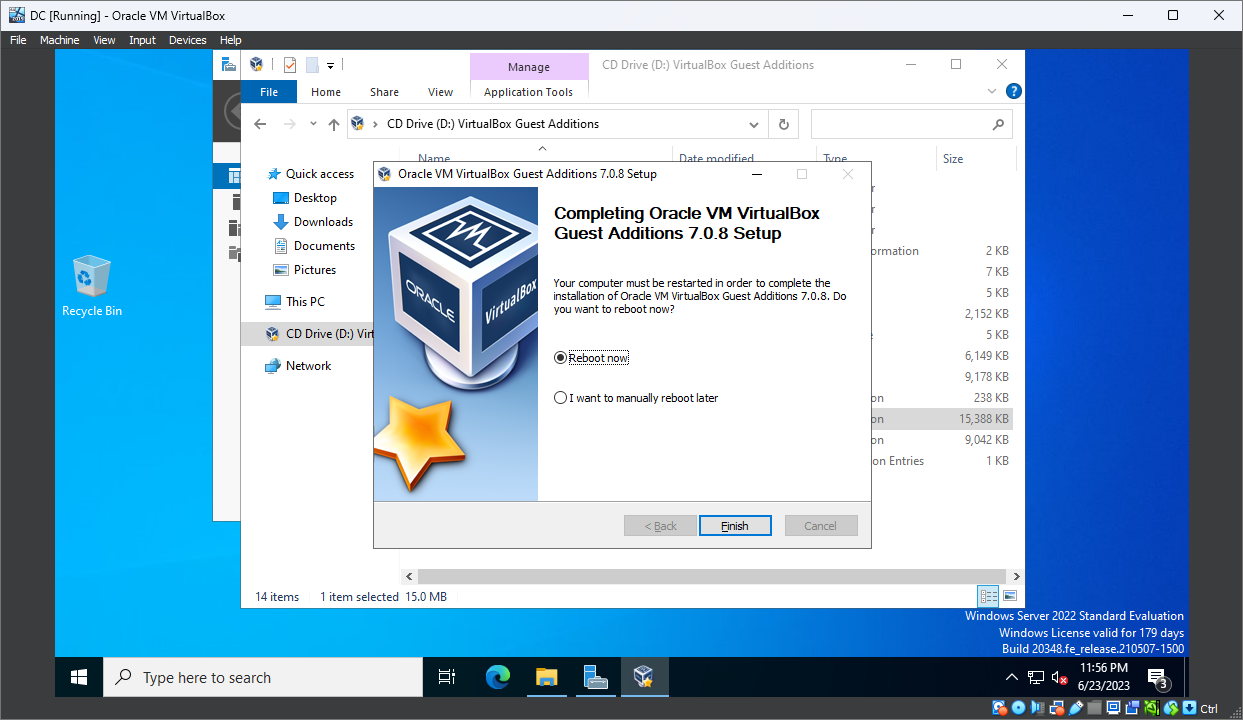 DC [Running] - Oracle VM VirtualBox
File Machine View Input Devices Help
Manage
CD Drive (D:) VirtualBox Guest Additions
File Home Share View Application Tools
CD Drive (D:) VirtualBox Guest Additions
Name Date modified Type Size
Quick access
Desktop
Downloads
Documents
Pictures
This PC
CD Drive (D:) Virt
Network
Recycle Bin
Oracle VM VirtualBox Guest Additions 7.0.8 Setup
ORACLE
VirtualBox
Completing Oracle VM VirtualBox
Guest Additions 7.0.8 Setup
Your computer must be restarted in order to complete the
installation of Oracle VM VirtualBox Guest Additions 7.0.8. Do
you want to reboot now?
Reboot now
I want to manually reboot later
< Back Finish Cancel
r
r
r
ormation 2 KB
7 KB
5 KB
2,152 KB
e 5 KB
6,149 KB
9,178 KB
on 238 KB
on 15,388 KB
on 9,042 KB
on Entries 1 KB
14 items 1 item selected 15.0 MB
Windows Server 2022 Standard Evaluation
Windows License valid for 179 days
Build 20348.fe_release.210507-1500
Type here to search
11:56 PM
6/23/2023
3
Ctrl